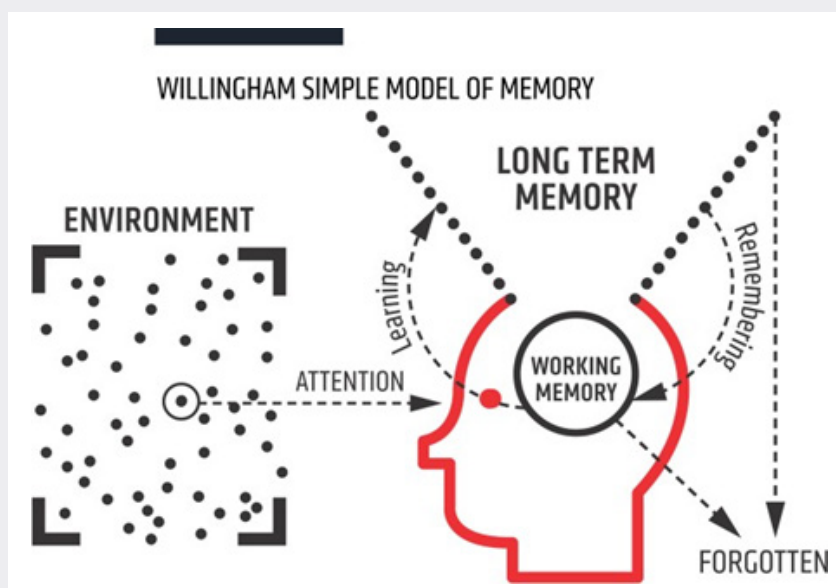 WILLINGHAM SIMPLE MODEL OF MEMORY
LONG TERM
MEMORY
ENVIRONMENT
Learning
Remembering
ATTENTION
WORKING
MEMORY
FORGOTTEN